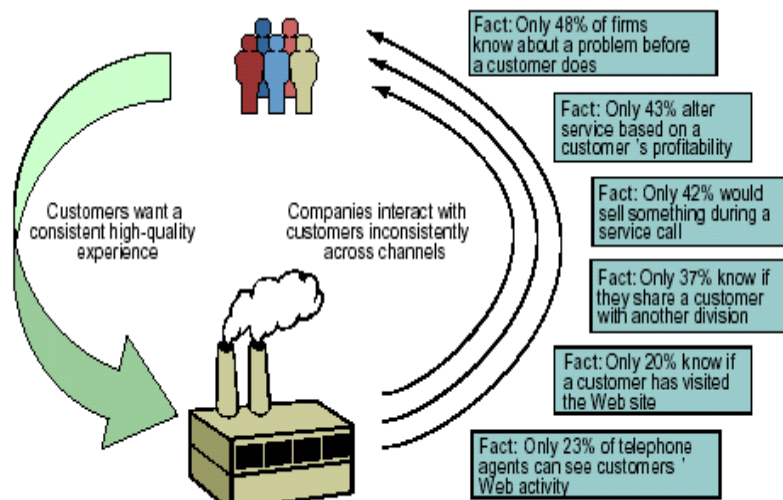 Fact: Only 48% of firms
know about a problem before
a customer does
Fact: Only 43% alter
service based on a
customer 's profitability
Customers want a
consistent high-quality
experience
Companies interact with
customers inconsistently
across channels
Fact: Only 42% would
sell something during a
service call
Fact: Only 37% know if
they share a customer
with another division
Fact: Only 20% know if
a customer has visited
the Web site
Fact: Only 23% of telephone
agents can see customers '
Web activity